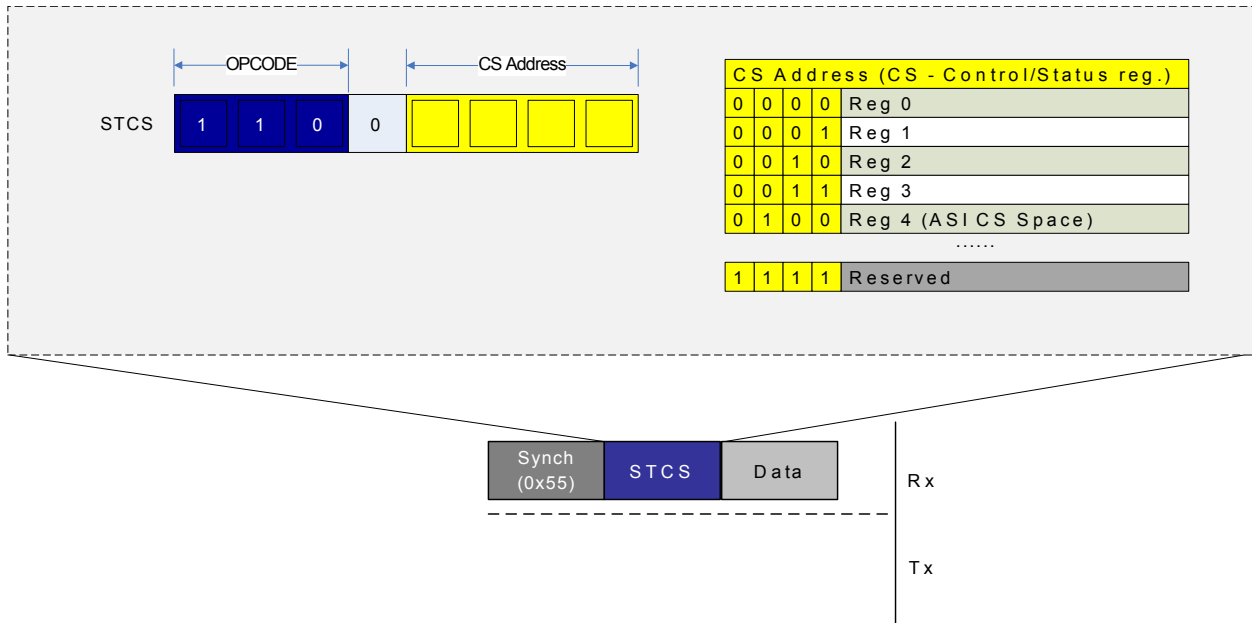 OPCODE CS Address
STCS 1 1 0 0
CS Address (CS - Control/Status reg.)
0 0 0 0 Reg 0
0 0 0 1 Reg 1
0 0 1 0 Reg 2
0 0 1 1 Reg 3
0 1 0 0 Reg 4 (ASI CS Space)
......
1 1 1 1 Reserved
Synch
(0x55)
STCS
Data
Rx
Tx